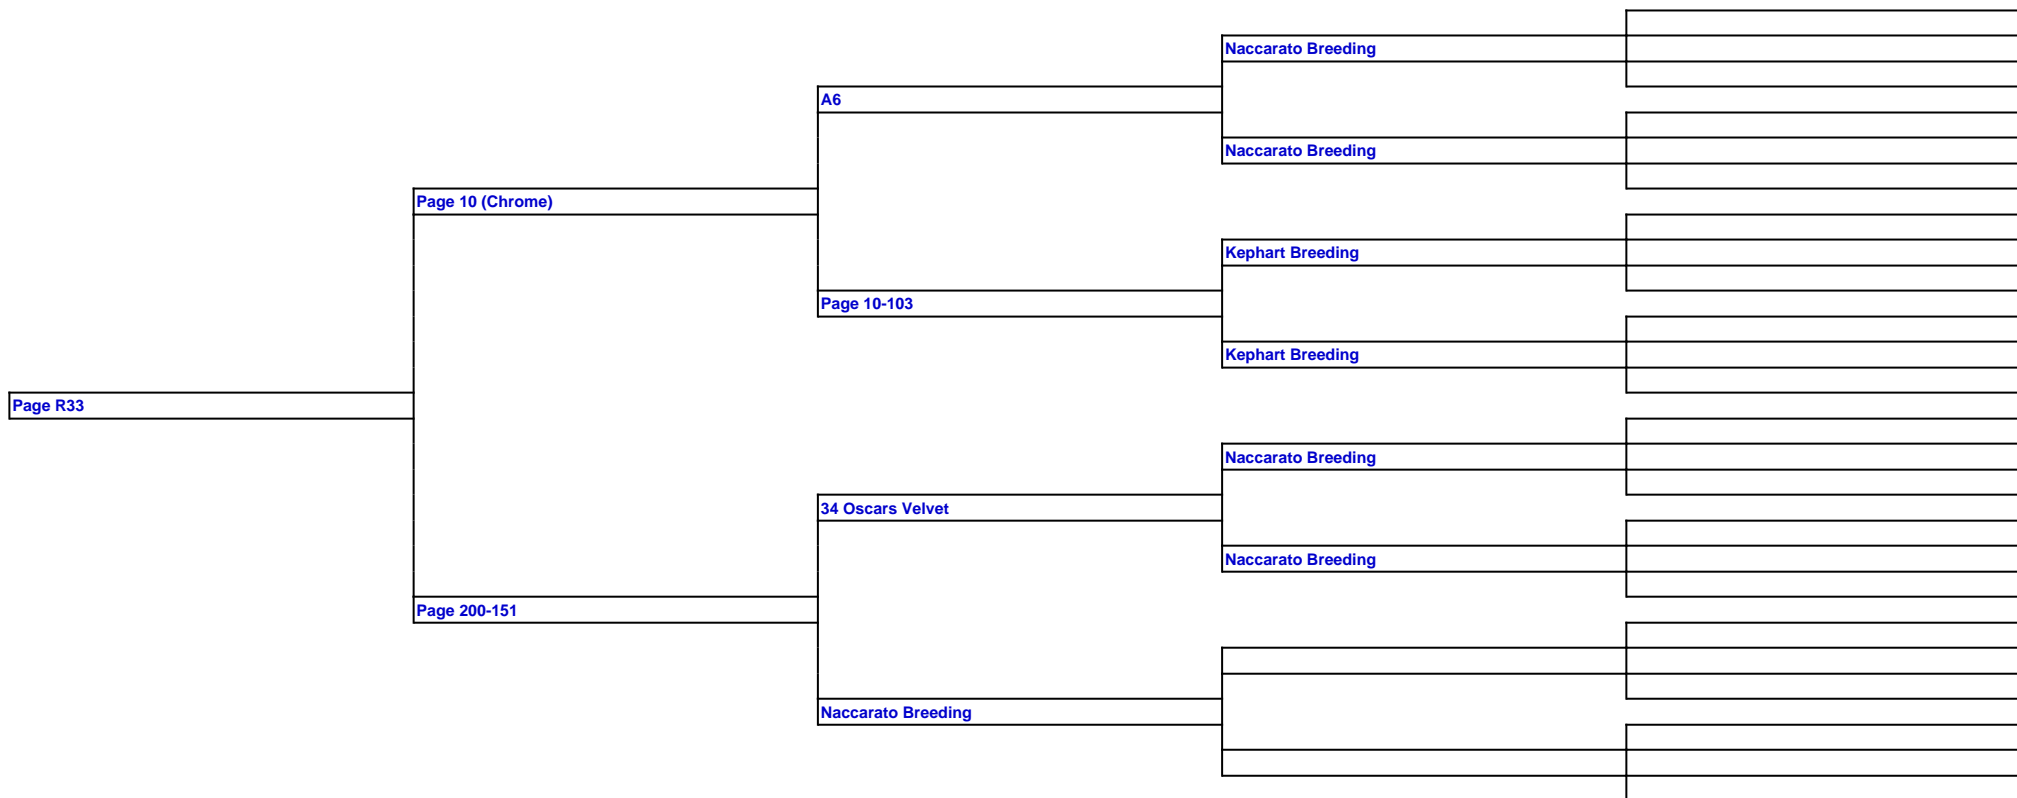 Naccarato Breeding
A6
Naccarato Breeding
Page 10 (Chrome)
Kephart Breeding
Page 10-103
Kephart Breeding
Page R33
Naccarato Breeding
34 Oscars Velvet
Naccarato Breeding
Page 200-151
Naccarato Breeding